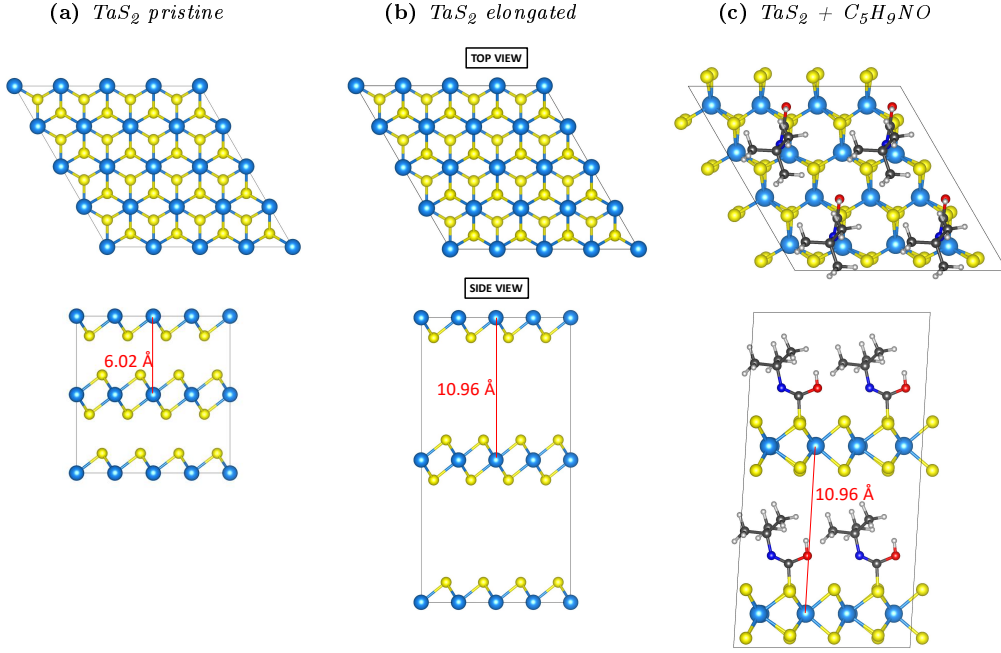 (a) TaS₂ pristine
(b) TaS₂ elongated
(c) TaS₂ + C₅H₉NO
TOP VIEW
SIDE VIEW
6.02 Å
10.96 Å
10.96 Å